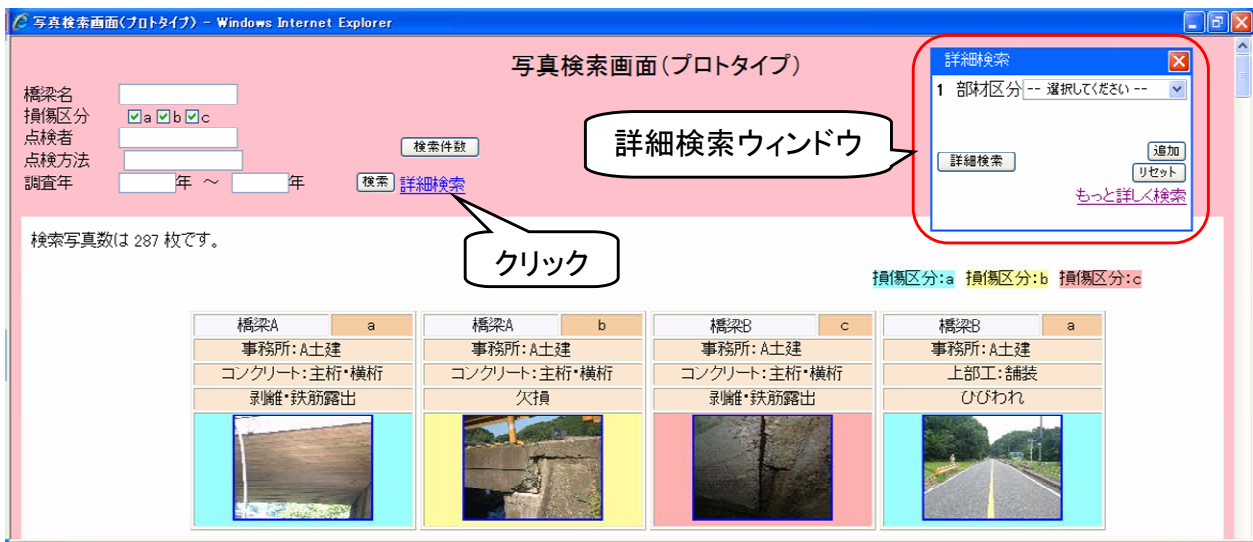 写真検索画面(プロトタイプ) - Windows Internet Explorer
写真検索画面(プロトタイプ)
橋梁名
損傷区分 a b c
点検者
点検方法
調査年 年 ～ 年
検索件数
検索 詳細検索
クリック
詳細検索ウィンドウ
詳細検索
1 部材区分 -- 選択してください --
追加
詳細検索
リセット
もっと詳しく検索
検索写真数は 287 枚です。
損傷区分:a 損傷区分:b 損傷区分:c
橋梁A a 橋梁A b 橋梁B c 橋梁B a
事務所:A土建 事務所:A土建 事務所:A土建 事務所:A土建
コンクリート:主桁・横桁 コンクリート:主桁・横桁 コンクリート:主桁・横桁 上部工:舗装
剥離・鉄筋露出 欠損 剥離・鉄筋露出 ひびわれ